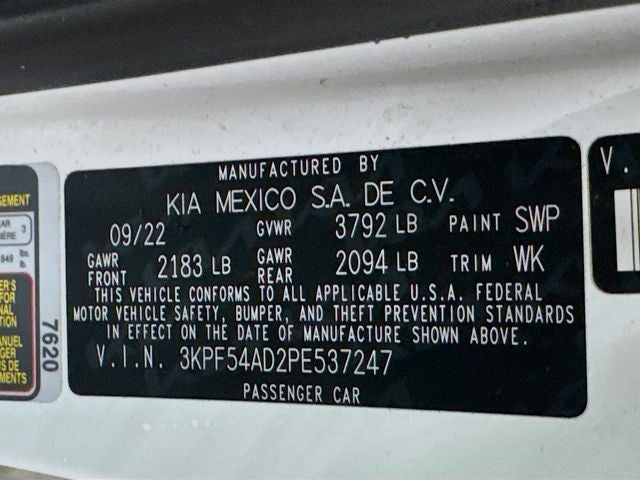 MANUFACTURED BY
KIA MEXICO S.A. DE C.V.
09/22 GVWR 3792 LB PAINT SWP
GAWR FRONT 2183 LB GAWR REAR 2094 LB TRIM WK
THIS VEHICLE CONFORMS TO ALL APPLICABLE U.S.A. FEDERAL
MOTOR VEHICLE SAFETY, BUMPER, AND THEFT PREVENTION STANDARDS
IN EFFECT ON THE DATE OF MANUFACTURE SHOWN ABOVE.
V.I.N. 3KPF54AD2PE537247
PASSENGER CAR
7620
3
849
V.